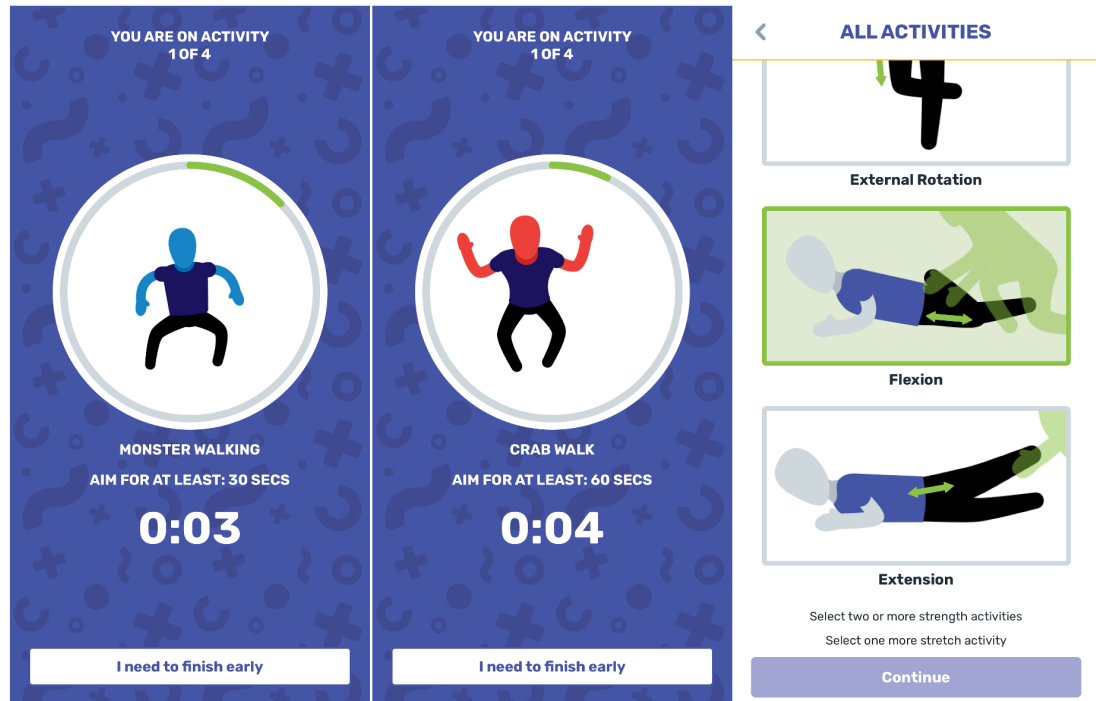 YOU ARE ON ACTIVITY
1 OF 4
MONSTER WALKING
AIM FOR AT LEAST: 30 SECS
0:03
I need to finish early
YOU ARE ON ACTIVITY
1 OF 4
CRAB WALK
AIM FOR AT LEAST: 60 SECS
0:04
I need to finish early
ALL ACTIVITIES
External Rotation
Flexion
Extension
Select two or more strength activities
Select one more stretch activity
Continue